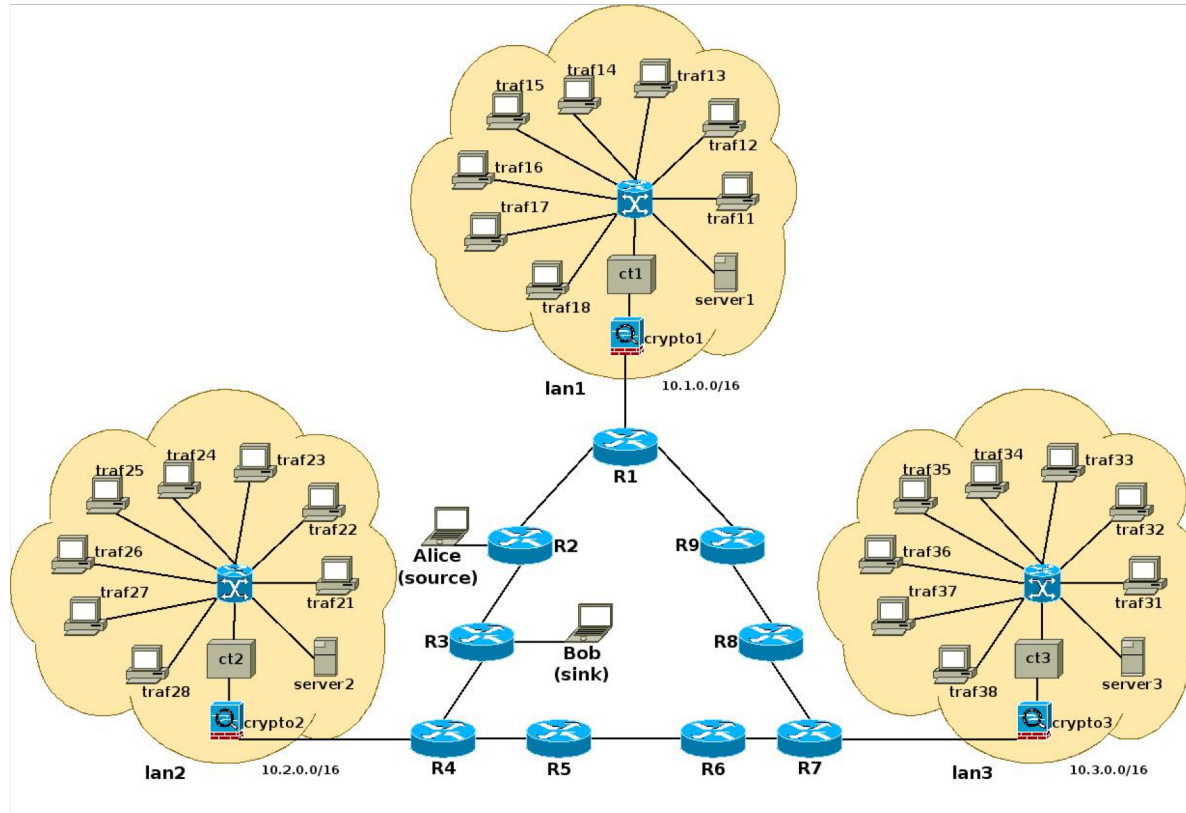 traf14
traf13
traf15
traf12
traf16
traf11
traf17
ct1
server1
traf18
crypto1
lan1
10.1.0.0/16
R1
traf25
traf24
traf23
traf22
traf26
traf21
traf27
ct2
server2
traf28
crypto2
lan2
10.2.0.0/16
Alice
(source)
R2
R9
R3
Bob
(sink)
R8
R4
R5
R6
R7
traf35
traf34
traf33
traf32
traf36
traf31
traf37
ct3
server3
traf38
crypto3
lan3
10.3.0.0/16